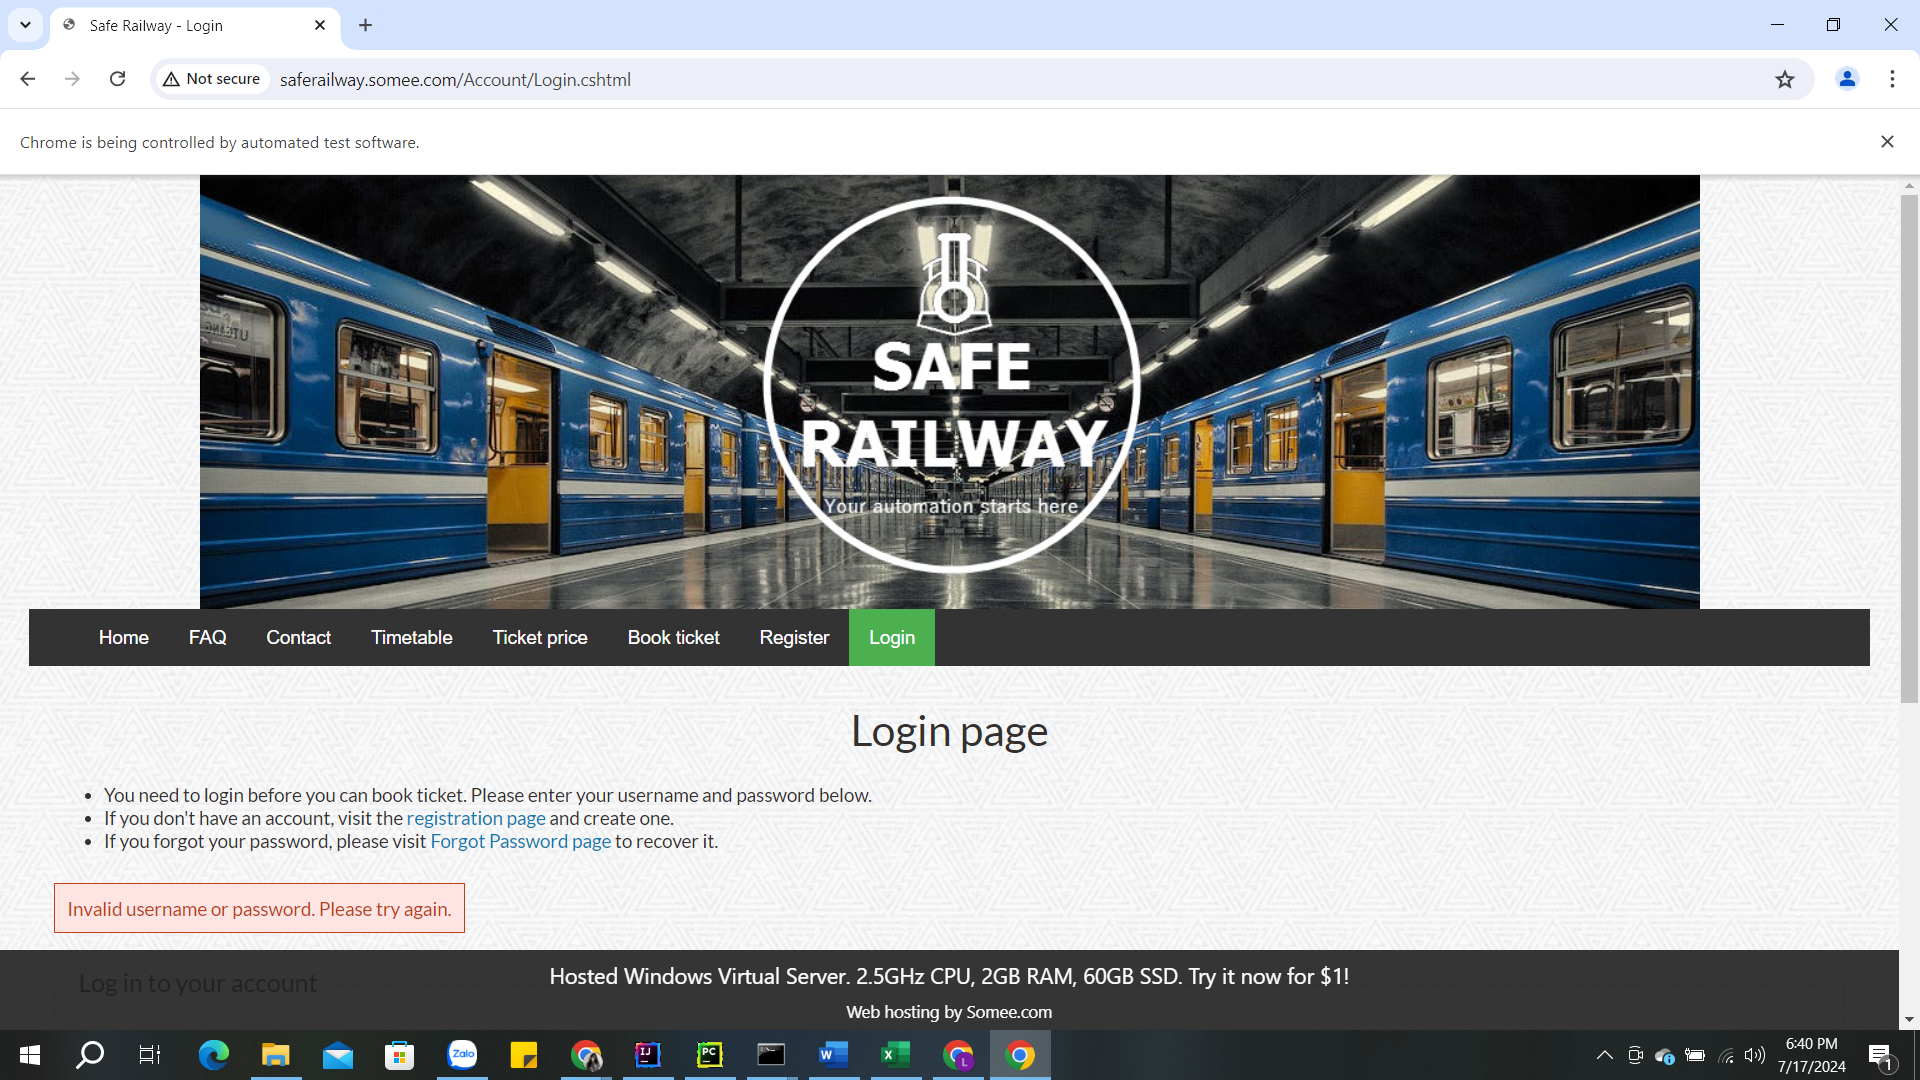 Safe Railway - Login
Not secure
saferailway.somee.com/Account/Login.cshtml
Chrome is being controlled by automated test software.
SAFE
RAILWAY
Your automation starts here
Home
FAQ
Contact
Timetable
Ticket price
Book ticket
Register
Login
Login page
You need to login before you can book ticket. Please enter your username and password below.
If you don't have an account, visit the registration page and create one.
If you forgot your password, please visit Forgot Password page to recover it.
Invalid username or password. Please try again.
Log in to your account
Hosted Windows Virtual Server. 2.5GHz CPU, 2GB RAM, 60GB SSD. Try it now for $1!
Web hosting by Somee.com
Zalo
IJ
PC
W
X
L
6:40 PM
7/17/2024
1